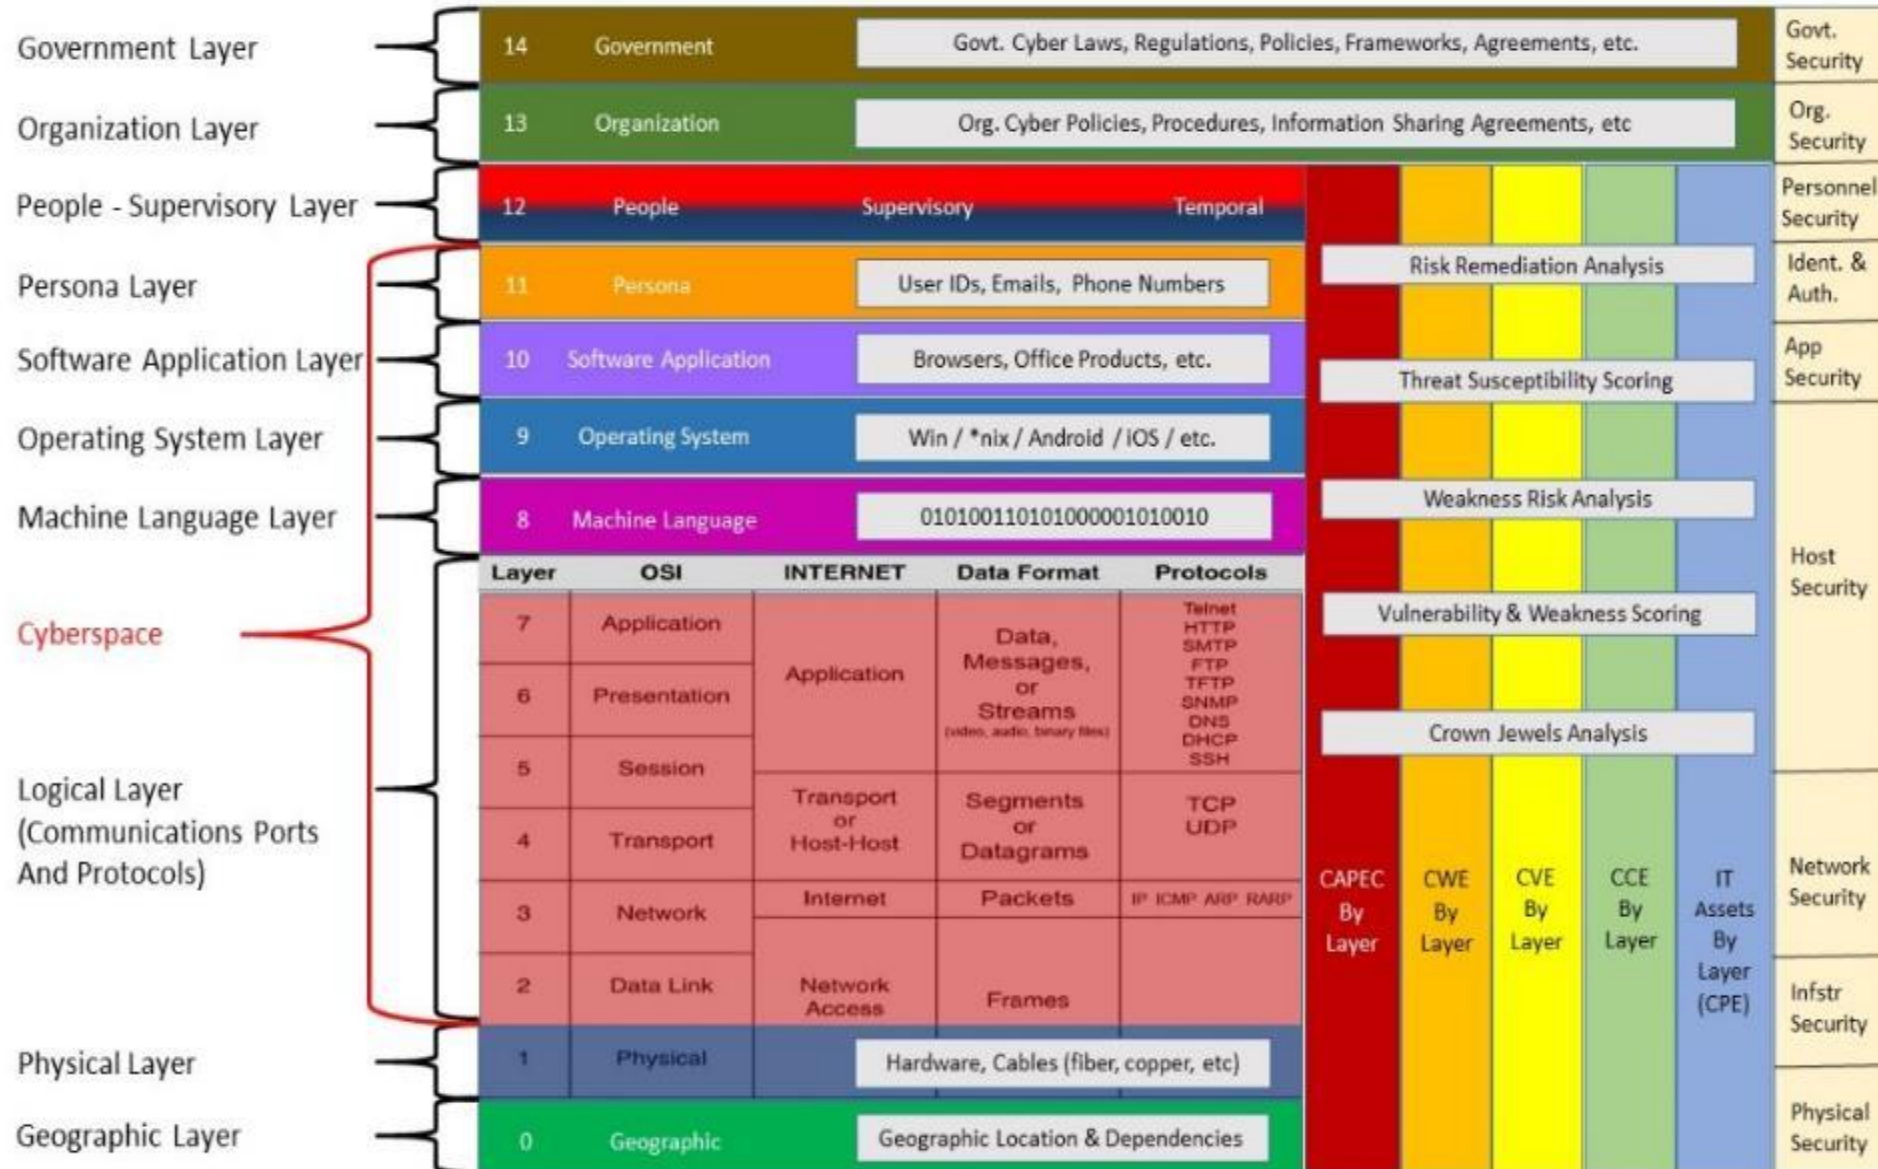 Government Layer
14 Government Govt. Cyber Laws, Regulations, Policies, Frameworks, Agreements, etc.
Govt.
Security
Organization Layer
13 Organization Org. Cyber Policies, Procedures, Information Sharing Agreements, etc
Org.
Security
People - Supervisory Layer
12 People Supervisory Temporal
Personnel
Security
Persona Layer
11 Persona User IDs, Emails, Phone Numbers
Risk Remediation Analysis
Ident. &
Auth.
Software Application Layer
10 Software Application Browsers, Office Products, etc.
Threat Susceptibility Scoring
App
Security
Operating System Layer
9 Operating System Win / *nix / Android / iOS / etc.
Machine Language Layer
8 Machine Language 010100110101000001010010
Weakness Risk Analysis
Host
Security
Layer OSI INTERNET Data Format Protocols
Cyberspace
7 Application
6 Presentation
5 Session
Application
Data,
Messages,
or
Streams
(video, audio, binary files)
Telnet
HTTP
SMTP
FTP
TFTP
SNMP
DNS
DHCP
SSH
Vulnerability & Weakness Scoring
Crown Jewels Analysis
Logical Layer
(Communications Ports
And Protocols)
4 Transport
Transport
or
Host-Host
Segments
or
Datagrams
TCP
UDP
3 Network
Internet Packets IP ICMP ARP RARP
2 Data Link
Network
Access
Frames
CAPEC
By
Layer
CWE
By
Layer
CVE
By
Layer
CCE
By
Layer
IT
Assets
By
Layer
(CPE)
Network
Security
Infstr
Security
Physical Layer
1 Physical Hardware, Cables (fiber, copper, etc)
Geographic Layer
0 Geographic Geographic Location & Dependencies
Physical
Security